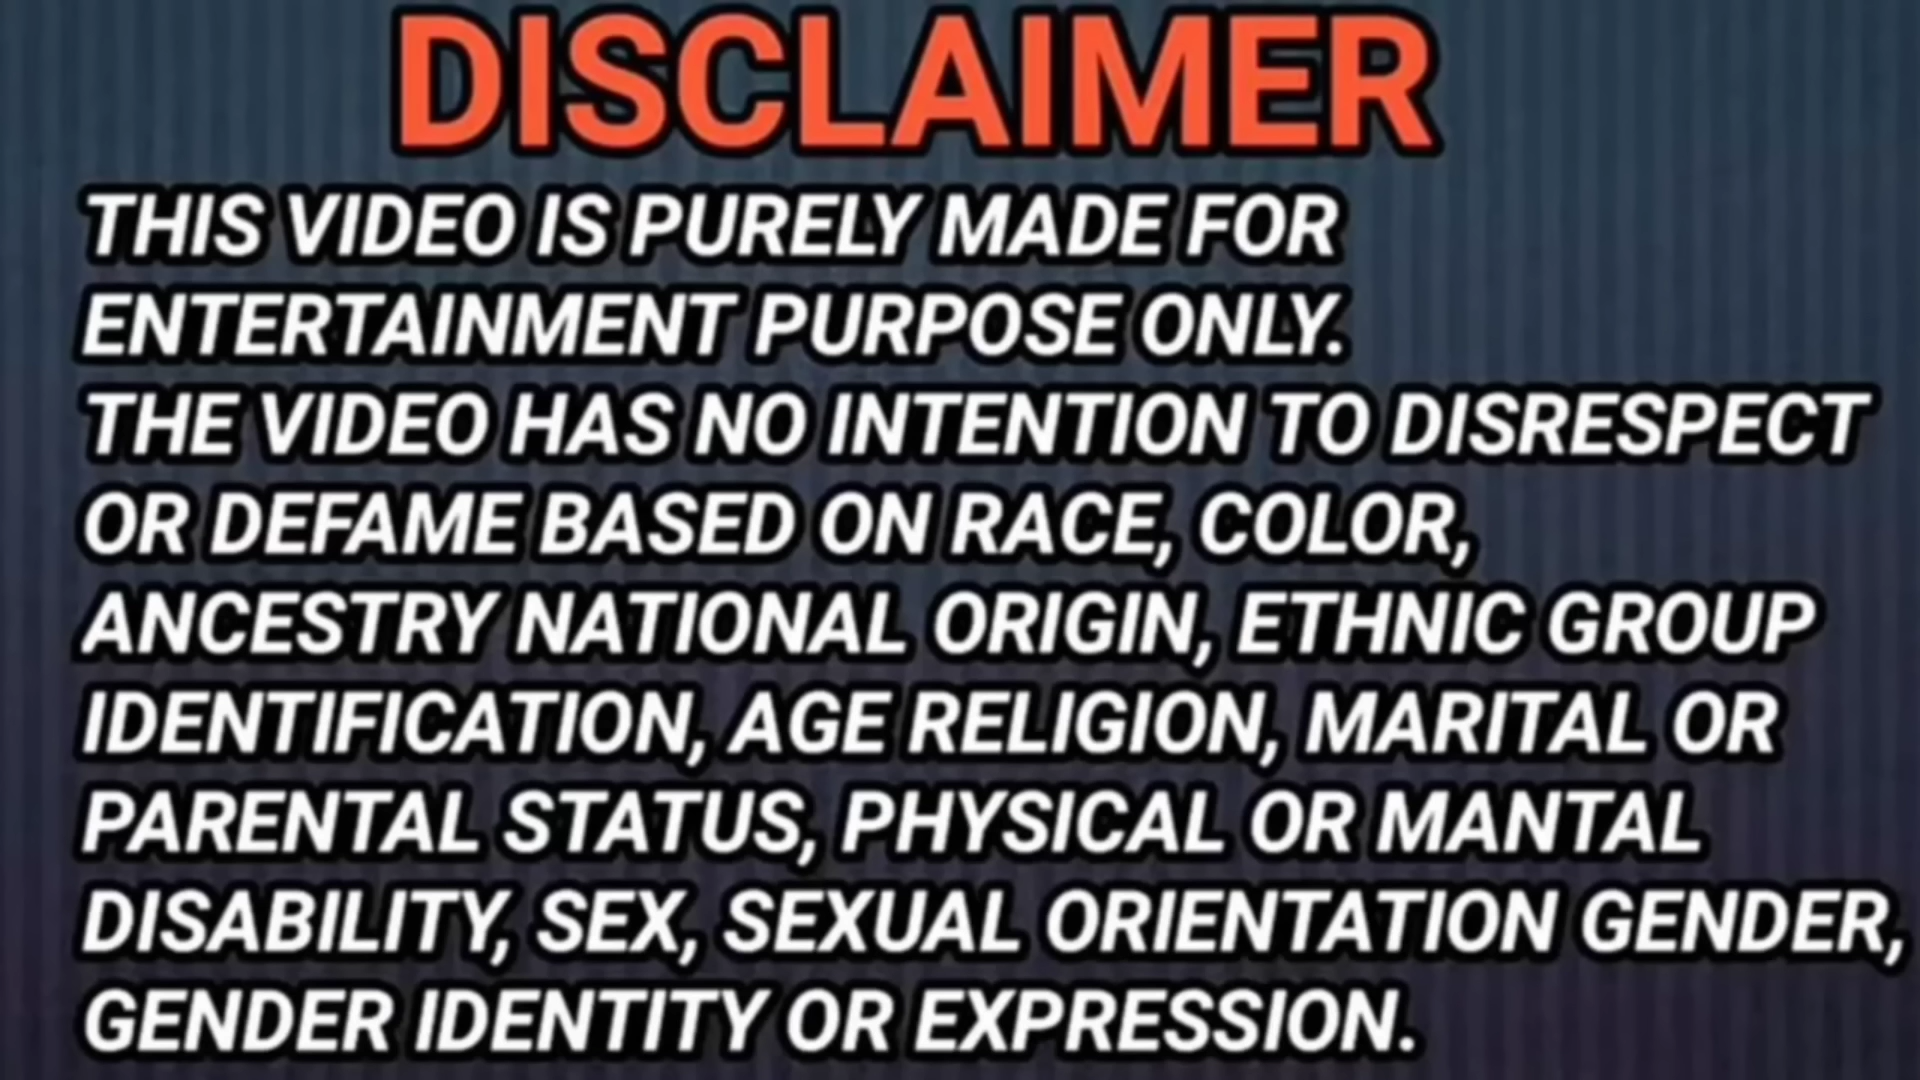 DISCLAIMER
THIS VIDEO IS PURELY MADE FOR
ENTERTAINMENT PURPOSE ONLY.
THE VIDEO HAS NO INTENTION TO DISRESPECT
OR DEFAME BASED ON RACE, COLOR,
ANCESTRY NATIONAL ORIGIN, ETHNIC GROUP
IDENTIFICATION, AGE RELIGION, MARITAL OR
PARENTAL STATUS, PHYSICAL OR MANTAL
DISABILITY, SEX, SEXUAL ORIENTATION GENDER,
GENDER IDENTITY OR EXPRESSION.